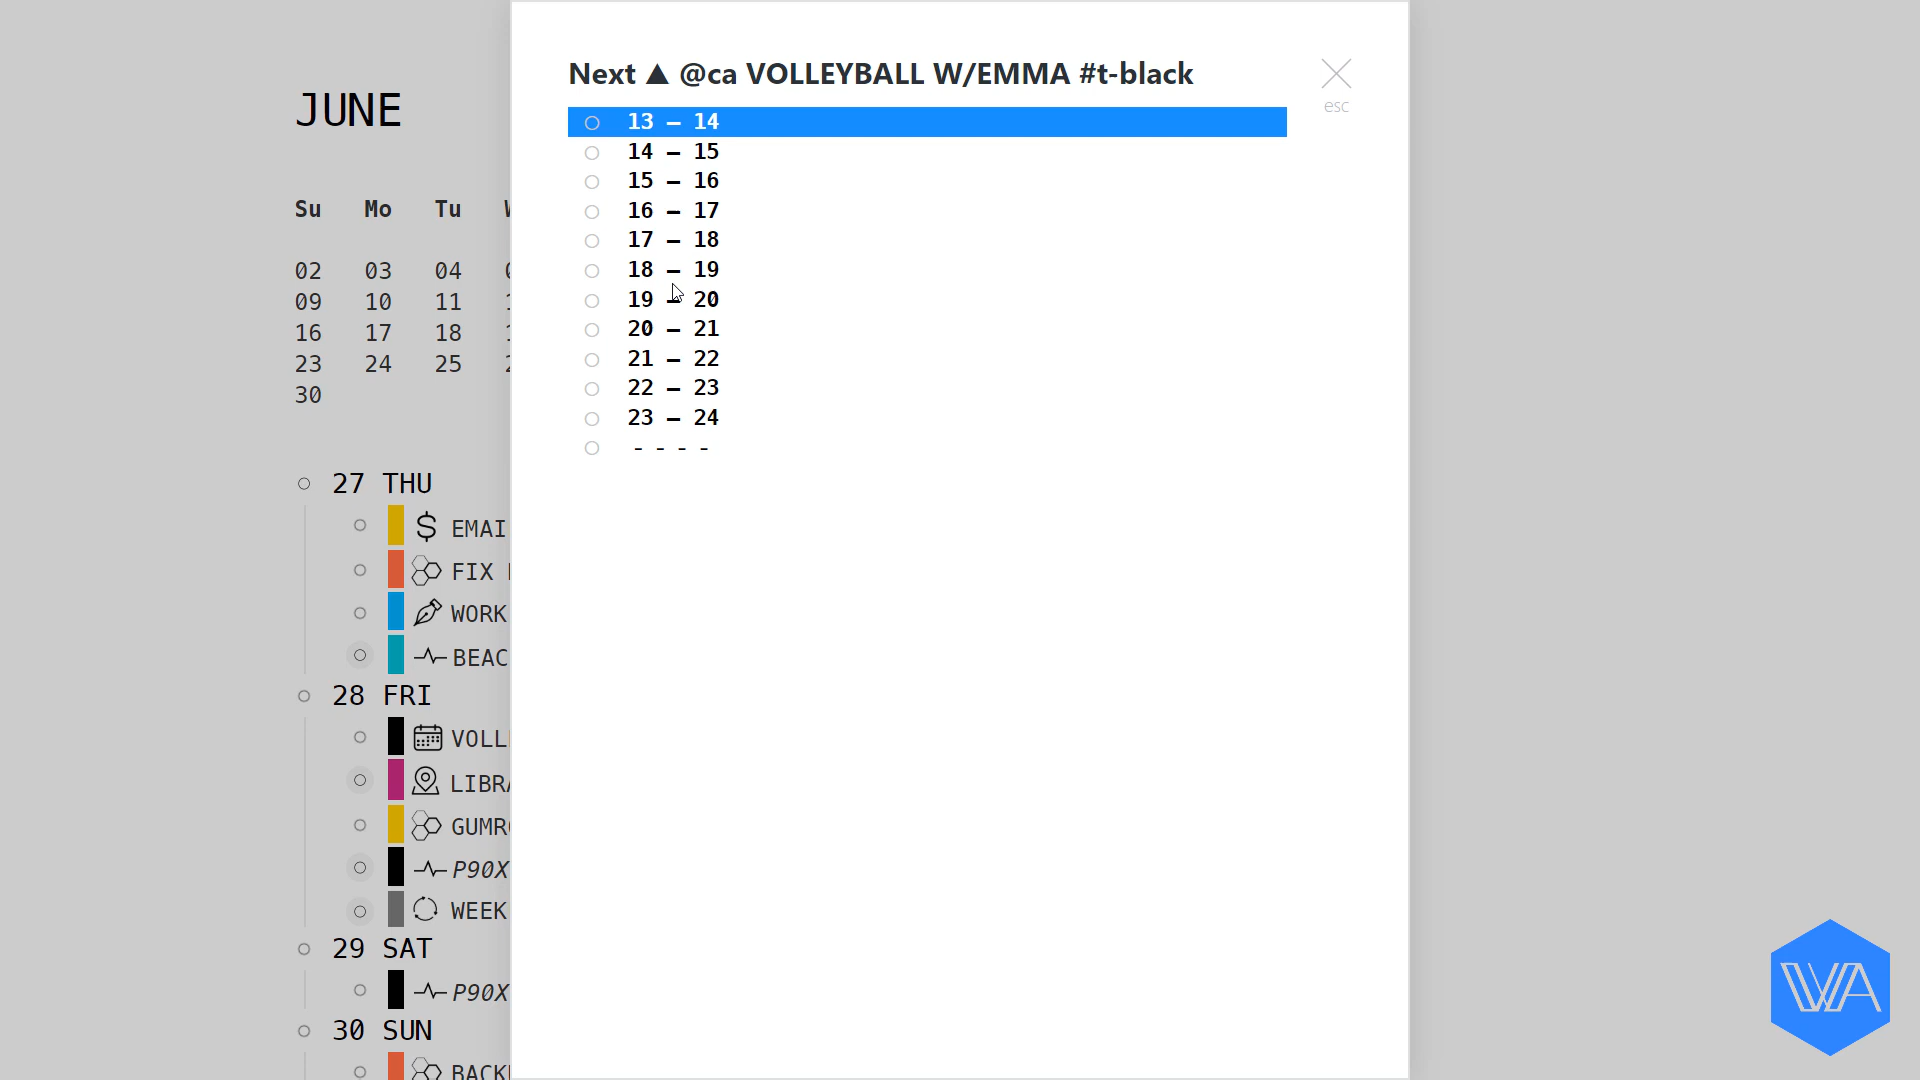 JUNE
Su Mo Tu
02 03 04
09 10 11
16 17 18
23 24 25
30
27 THU
$ EMAI
FIX
WORK
BEAC
28 FRI
VOLL
LIBRA
GUMR
P90X
WEEK
29 SAT
P90X
30 SUN
BACK
Next ▲ @ca VOLLEYBALL W/EMMA #t-black
esc
13 – 14
14 – 15
15 – 16
16 – 17
17 – 18
18 – 19
19 – 20
20 – 21
21 – 22
22 – 23
23 – 24
- - - -
WA